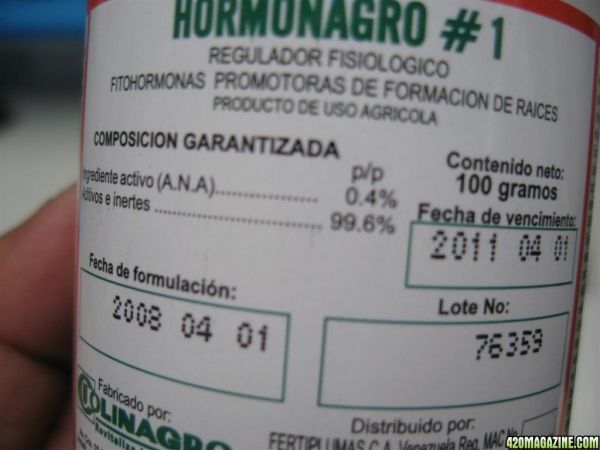 HORMONAGRO #1
REGULADOR FISIOLOGICO
FITOHORMONAS PROMOTORAS DE FORMACION DE RAICES
PRODUCTO DE USO AGRICOLA
COMPOSICION GARANTIZADA
p/p
Ingrediente activo (A.N.A)............... 0.4%
Aditivos e inertes ............................ 99.6%
Contenido neto:
100 gramos
Fecha de vencimiento:
2011 04 01
Fecha de formulación:
2008 04 01
Lote No:
76359
Fabricado por:
COLINAGRO
Distribuido por:
FERTIPLUMAS C.A. Venezuela Reg. MAC No
420MAGAZINE.COM